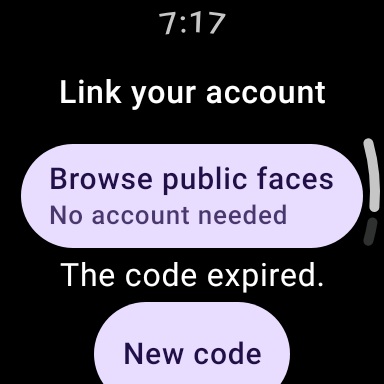 7:17
Link your account
Browse public faces
No account needed
The code expired.
New code